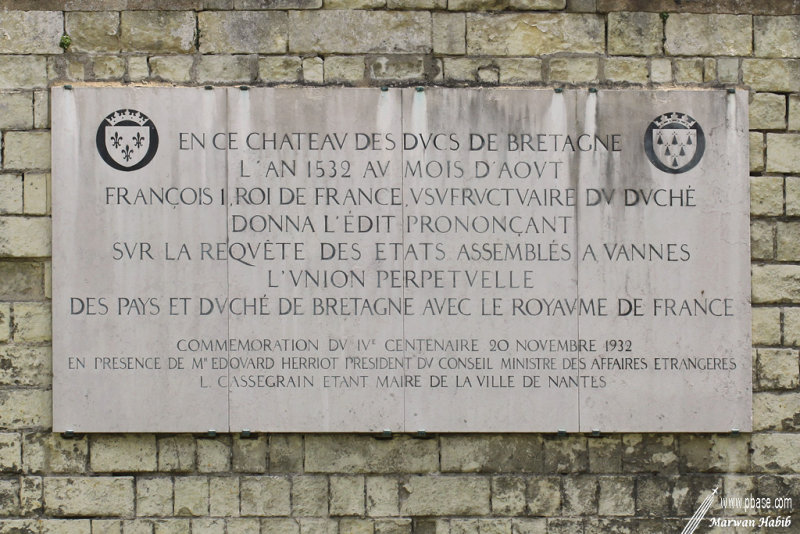 EN CE CHATEAV DES DVCS DE BRETAGNE
L'AN 1532 AV MOIS D'AOVT
FRANÇOIS I, ROI DE FRANCE, VSVFRVCTVAIRE DV DVCHÉ
DONNA L'ÉDIT PRONONÇANT
SVR LA REQVÊTE DES ETATS ASSEMBLÉS A VANNES
L'VNION PERPETVELLE
DES PAYS ET DVCHÉ DE BRETAGNE AVEC LE ROYAVME DE FRANCE
COMMEMORATION DV IVE CENTENAIRE 20 NOVEMBRE 1932
EN PRESENCE DE MR EDOVARD HERRIOT PRESIDENT DV CONSEIL MINISTRE DES AFFAIRES ETRANGERES
L. CASSEGRAIN ETANT MAIRE DE LA VILLE DE NANTES
www.pbase.com
Marwan Habib